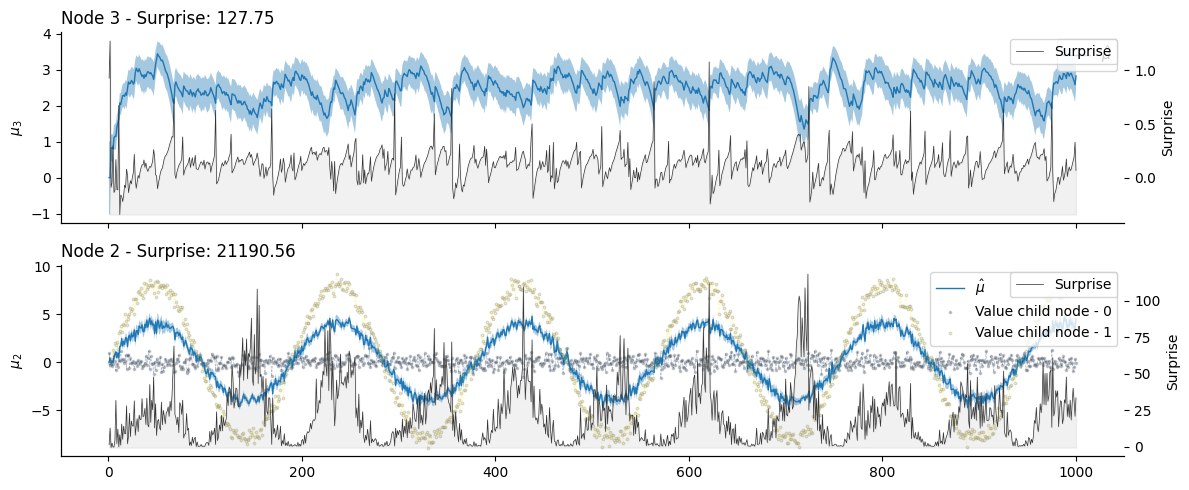 Node 3 - Surprise: 127.75
4
3
2
1
0
−1
μ3
Surprise
1.0
0.5
0.0
Surprise
Node 2 - Surprise: 21190.56
10
5
0
−5
μ2
μ̂
Value child node - 0
Value child node - 1
Surprise
100
75
50
25
0
Surprise
0
200
400
600
800
1000